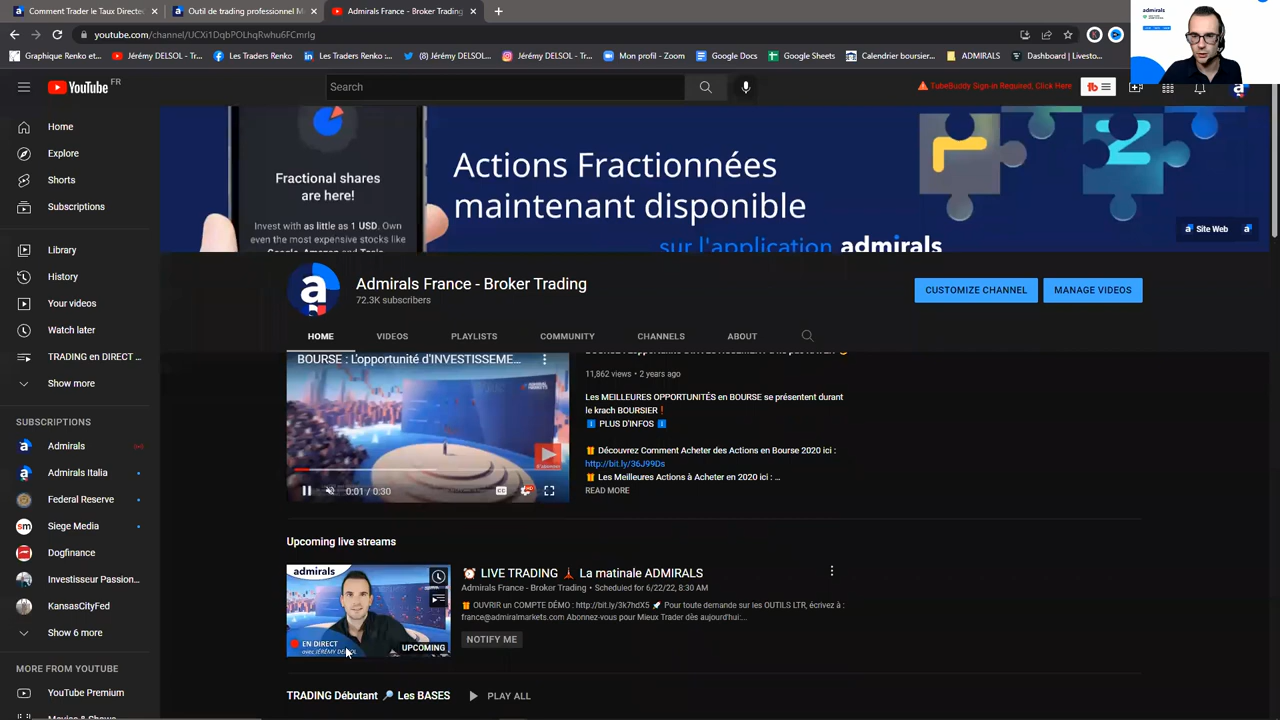 Comment Trader le Taux Directe
Outil de trading professionnel M
Admirals France - Broker Trading
youtube.com/channel/UCXi1DqbPOLHqRwhu6FCmrIg
Graphique Renko et...
Jérémy DELSOL - Tr...
Les Traders Renko
Les Traders Renko :...
(8) Jérémy DELSOL...
Jérémy DELSOL - Tr...
Mon profil - Zoom
Google Docs
Google Sheets
Calendrier boursier...
ADMIRALS
Dashboard | Livesto...
admirals
YouTube FR
Search
TubeBuddy Sign-in Required, Click Here
Home
Explore
Shorts
Subscriptions
Library
History
Your videos
Watch later
TRADING en DIRECT ...
Show more
SUBSCRIPTIONS
Admirals
Admirals Italia
Federal Reserve
Siege Media
Dogfinance
Investisseur Passion...
KansasCityFed
Show 6 more
MORE FROM YOUTUBE
YouTube Premium
Movies & Shows
Fractional shares
are here!
Invest with as little as 1 USD. Own
even the most expensive stocks like
Google, Amazon and Tesla
Actions Fractionnées
maintenant disponible
sur l'application admirals
Site Web
Admirals France - Broker Trading
72.3K subscribers
CUSTOMIZE CHANNEL
MANAGE VIDEOS
HOME
VIDEOS
PLAYLISTS
COMMUNITY
CHANNELS
ABOUT
BOURSE : L'opportunité d'INVESTISSEME...
0:01 / 0:30
11,862 views • 2 years ago
Les MEILLEURES OPPORTUNITÉS en BOURSE se présentent durant
le krach BOURSIER❗
ℹ️ PLUS D'INFOS ℹ️
🎁 Découvrez Comment Acheter des Actions en Bourse 2020 ici :
http://bit.ly/36J99Ds
🎁 Les Meilleures Actions à Acheter en 2020 ici : ...
READ MORE
Upcoming live streams
admirals
EN DIRECT
avec JÉRÉMY DELSOL
UPCOMING
⏰ LIVE TRADING 🗼 La matinale ADMIRALS
Admirals France - Broker Trading • Scheduled for 6/22/22, 8:30 AM
🎁 OUVRIR un COMPTE DÉMO : http://bit.ly/3k7hdX5 🚀 Pour toute demande sur les OUTILS LTR, écrivez à :
france@admiralmarkets.com Abonnez-vous pour Mieux Trader dès aujourd'hui:...
NOTIFY ME
TRADING Débutant 🔎 Les BASES
PLAY ALL